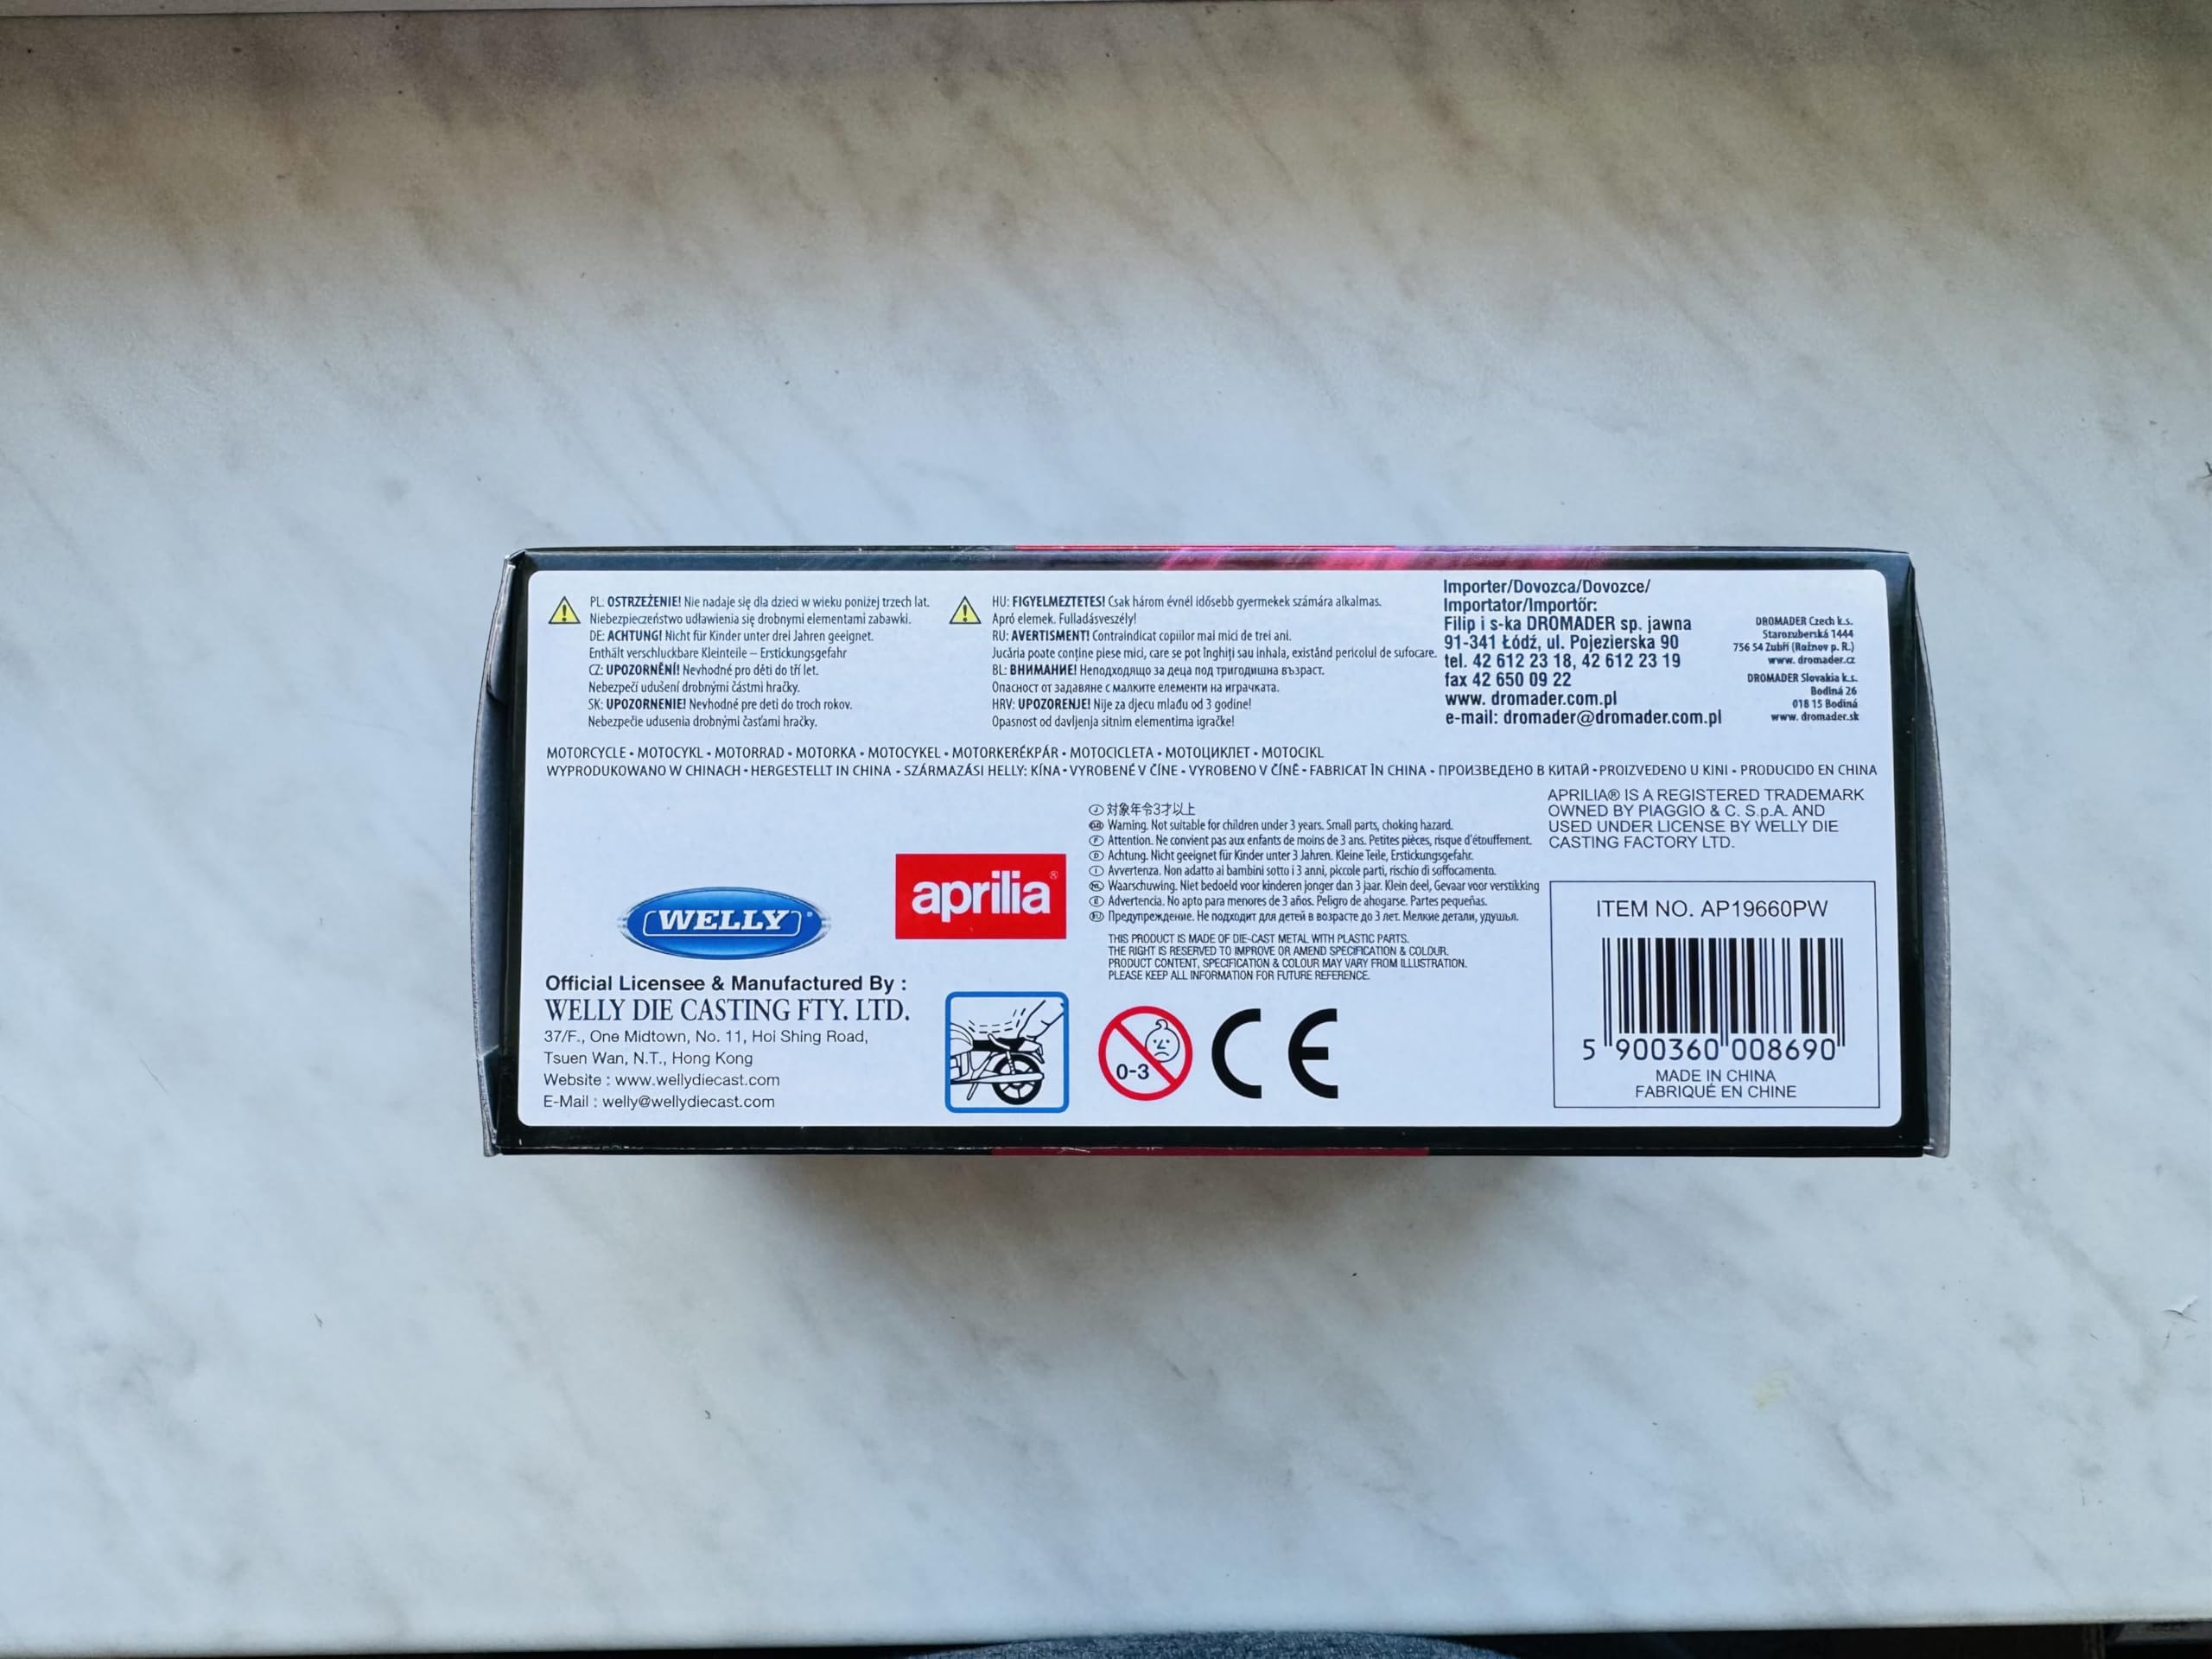 PL: OSTRZEŻENIE! Nie nadaje się dla dzieci w wieku poniżej trzech lat.
Niebezpieczeństwo udławienia się drobnymi elementami zabawki.
DE: ACHTUNG! Nicht für Kinder unter drei Jahren geeignet.
Enthält verschluckbare Kleinteile – Erstickungsgefahr
CZ: UPOZORNĚNÍ! Nevhodné pro děti do tří let.
Nebezpečí udušení drobnými částmi hračky.
SK: UPOZORNENIE! Nevhodné pre deti do troch rokov.
Nebezpečie udusenia drobnými časťami hračky.
HU: FIGYELMEZTETES! Csak három évnél idősebb gyermekek számára alkalmas.
Apró elemek. Fulladásveszély!
RU: AVERTISMENT! Contraindicat copiilor mai mici de trei ani.
Jucăria poate conține piese mici, care se pot înghiți sau inhala, existând pericolul de sufocare.
BL: ВНИМАНИЕ! Неподходящо за деца под тригодишна възраст.
Опасност от задавяне с малките елементи на играчката.
HRV: UPOZORENJE! Nije za djecu mlađu od 3 godine!
Opasnost od davljenja sitnim elementima igračke!
Importer/Dovozca/Dovozce/
Importator/Importőr:
Filip i s-ka DROMADER sp. jawna
91-341 Łódź, ul. Pojezierska 90
tel. 42 612 23 18, 42 612 23 19
fax 42 650 09 22
www. dromader.com.pl
e-mail: dromader@dromader.com.pl
DROMADER Czech k.s.
Starozuberská 1444
756 54 Zubří (Rožnov p. R.)
www. dromader.cz
DROMADER Slovakia k.s.
Bodiná 26
018 15 Bodiná
www. dromader.sk
MOTORCYCLE • MOTOCYKL • MOTORRAD • MOTORKA • MOTOCYKEL • MOTORKERÉKPÁR • MOTOCICLETA • МОТОЦИКЛЕТ • MOTOCIKL
WYPRODUKOWANO W CHINACH • HERGESTELLT IN CHINA • SZÁRMAZÁSI HELLY: KÍNA • VYROBENÉ V ČÍNE • VYROBENO V ČÍNĚ • FABRICAT ÎN CHINA • ПРОИЗВЕДЕНО В КИТАЙ • PROIZVEDENO U KINI • PRODUCIDO EN CHINA
APRILIA® IS A REGISTERED TRADEMARK
OWNED BY PIAGGIO & C. S.p.A. AND
USED UNDER LICENSE BY WELLY DIE
CASTING FACTORY LTD.
J 対象年令3才以上
GB Warning. Not suitable for children under 3 years. Small parts, choking hazard.
F Attention. Ne convient pas aux enfants de moins de 3 ans. Petites pièces, risque d'étouffement.
D Achtung. Nicht geeignet für Kinder unter 3 Jahren. Kleine Teile, Erstickungsgefahr.
I Avvertenza. Non adatto ai bambini sotto i 3 anni, piccole parti, rischio di soffocamento.
NL Waarschuwing. Niet bedoeld voor kinderen jonger dan 3 jaar. Klein deel, Gevaar voor verstikking
E Advertencia. No apto para menores de 3 años. Peligro de ahogarse. Partes pequeñas.
RU Предупреждение. Не подходит для детей в возрасте до 3 лет. Мелкие детали, удушья.
THIS PRODUCT IS MADE OF DIE-CAST METAL WITH PLASTIC PARTS.
THE RIGHT IS RESERVED TO IMPROVE OR AMEND SPECIFICATION & COLOUR.
PRODUCT CONTENT, SPECIFICATION & COLOUR MAY VARY FROM ILLUSTRATION.
PLEASE KEEP ALL INFORMATION FOR FUTURE REFERENCE.
WELLY®
aprilia®
Official Licensee & Manufactured By :
WELLY DIE CASTING FTY. LTD.
37/F., One Midtown, No. 11, Hoi Shing Road,
Tsuen Wan, N.T., Hong Kong
Website : www.wellydiecast.com
E-Mail : welly@wellydiecast.com
0-3
CE
ITEM NO. AP19660PW
5 900360 008690
MADE IN CHINA
FABRIQUÉ EN CHINE